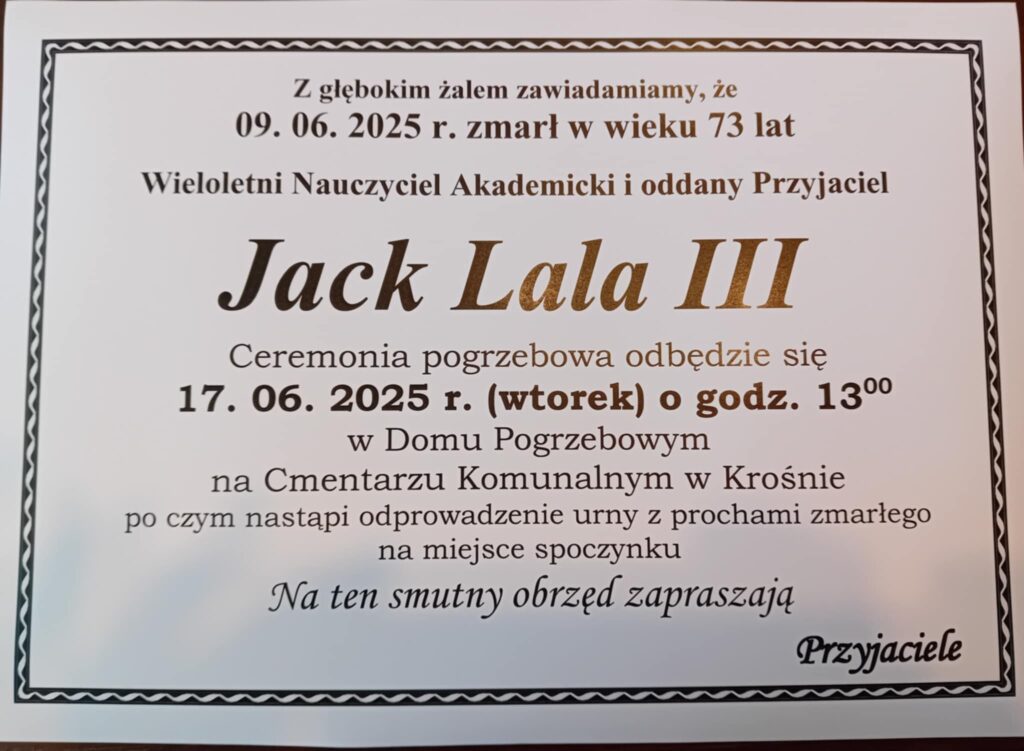 Z głębokim żalem zawiadamiamy, że
09. 06. 2025 r. zmarł w wieku 73 lat
Wieloletni Nauczyciel Akademicki i oddany Przyjaciel
Jack Lala III
Ceremonia pogrzebowa odbędzie się
17. 06. 2025 r. (wtorek) o godz. 13⁰⁰
w Domu Pogrzebowym
na Cmentarzu Komunalnym w Krośnie
po czym nastąpi odprowadzenie urny z prochami zmarłego
na miejsce spoczynku
Na ten smutny obrzęd zapraszają
Przyjaciele